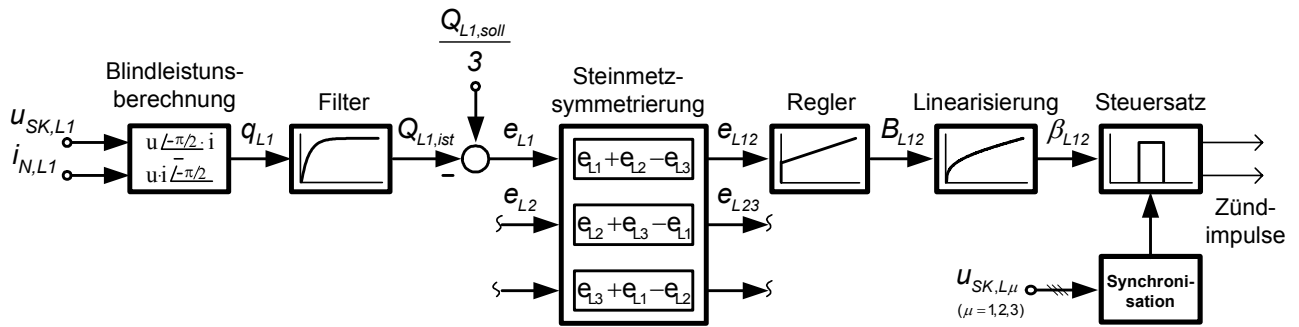 Q_{L1,soll}
3
Blindleistuns-
berechnung
Filter
Steinmetz-
symmetrierung
Regler
Linearisierung
Steuersatz
u_{SK,L1}
i_{N,L1}
u∠-π/2 · i
−
u·i∠-π/2
q_{L1}
Q_{L1,ist}
−
e_{L1}
e_{L1}+e_{L2}−e_{L3}
e_{L12}
B_{L12}
β_{L12}
e_{L2}
e_{L2}+e_{L3}−e_{L1}
e_{L23}
e_{L3}+e_{L1}−e_{L2}
Zünd-
impulse
u_{SK,Lμ}
(μ=1,2,3)
Synchroni-
sation